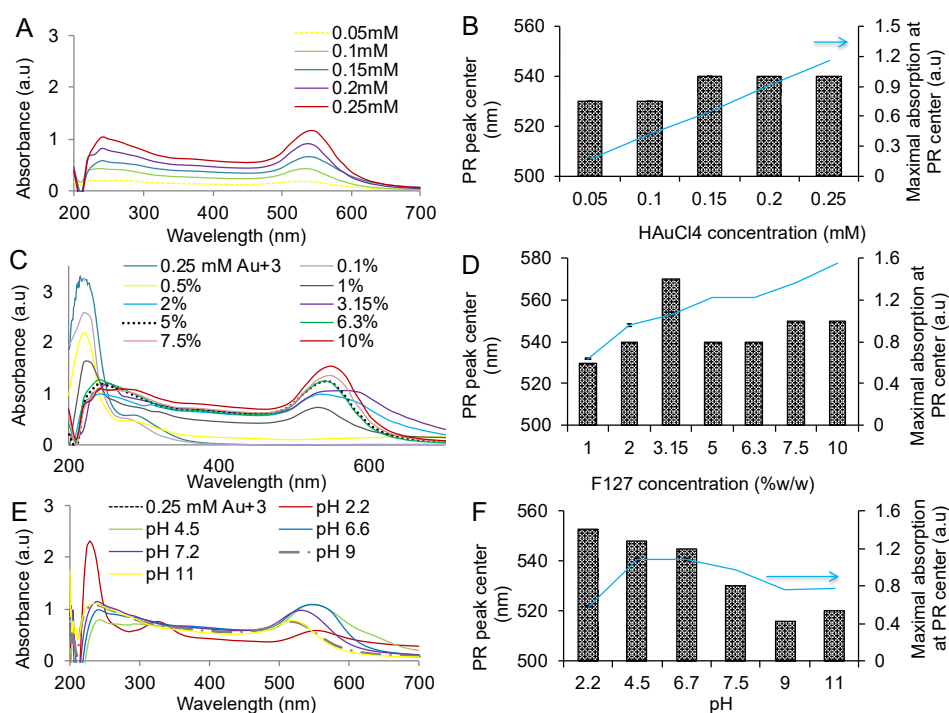 A
Absorbance (a.u)
3
2
1
0
200 300 400 500 600 700
Wavelength (nm)
0.05mM
0.1mM
0.15mM
0.2mM
0.25mM
B
PR peak center
(nm)
560
540
520
500
1.5
1.2
0.9
0.6
0.3
0
Maximal absorption at
PR center (a.u)
0.05 0.1 0.15 0.2 0.25
HAuCl4 concentration (mM)
C
Absorbance (a.u)
3
2
1
0
200 400 600
Wavelength (nm)
0.25 mM Au+3
0.1%
0.5%
1%
2%
3.15%
5%
6.3%
7.5%
10%
D
PR peak center
(nm)
580
560
540
520
500
1.6
1.2
0.8
0.4
0
Maximal absorption at
PR center (a.u)
1 2 3.15 5 6.3 7.5 10
F127 concentration (%w/w)
E
Absorbance (a.u)
3
2
1
0
200 300 400 500 600 700
Wavelength (nm)
0.25 mM Au+3
pH 2.2
pH 4.5
pH 6.6
pH 7.2
pH 9
pH 11
F
PR peak center
(nm)
560
540
520
500
1.6
1.2
0.8
0.4
0
Maximal absorption
at PR center (a.u)
2.2 4.5 6.7 7.5 9 11
pH